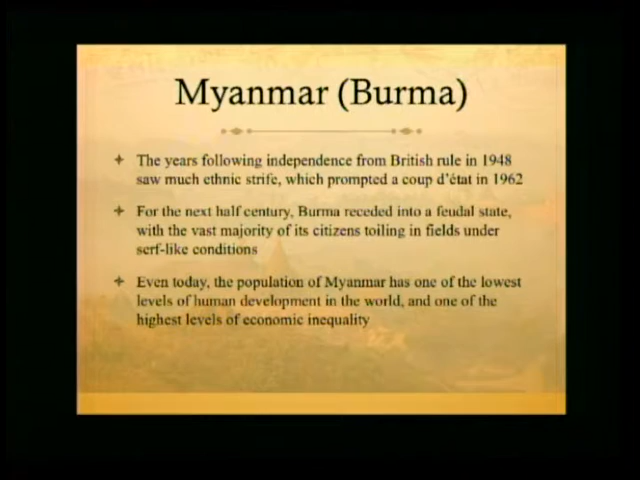 Myanmar (Burma)
The years following independence from British rule in 1948
saw much ethnic strife, which prompted a coup d'état in 1962
For the next half century, Burma receded into a feudal state,
with the vast majority of its citizens toiling in fields under
serf-like conditions
Even today, the population of Myanmar has one of the lowest
levels of human development in the world, and one of the
highest levels of economic inequality